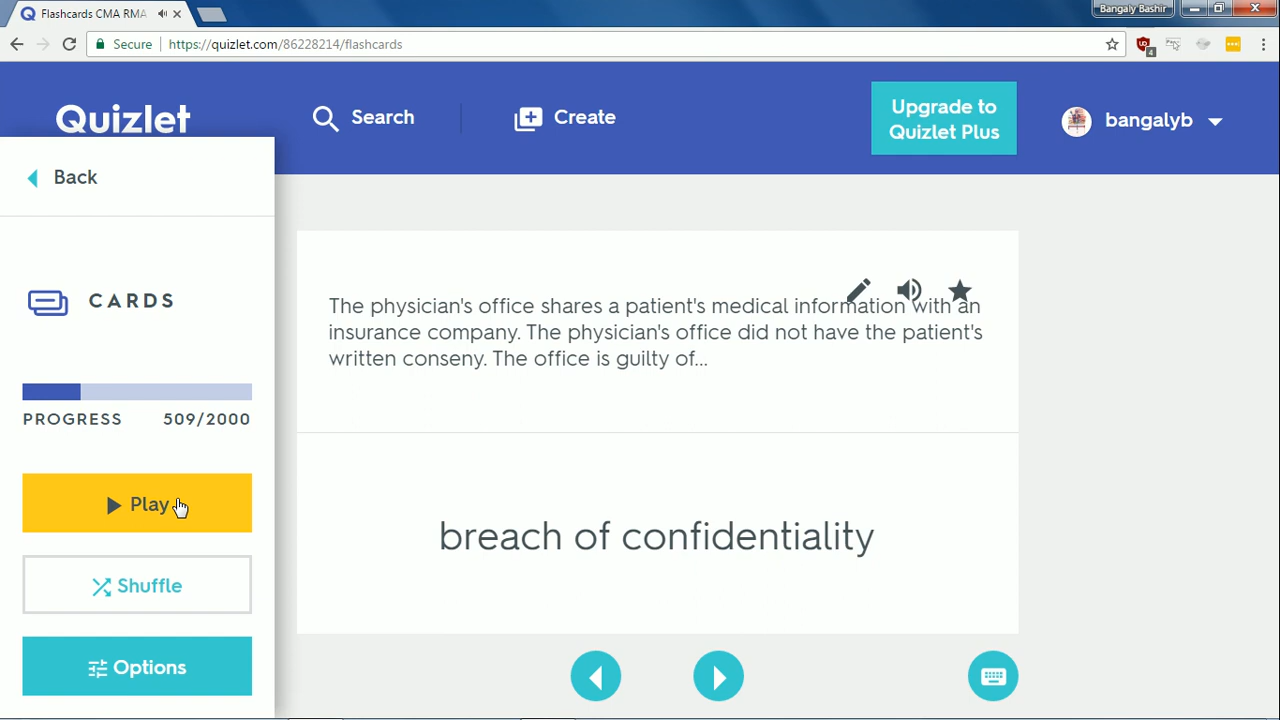 Flashcards CMA RMA
Bangaly Bashir
Secure
https://quizlet.com/86228214/flashcards
4
Quizlet
Search
Create
Upgrade to
Quizlet Plus
bangalyb
Back
CARDS
PROGRESS 509/2000
Play
Shuffle
Options
The physician's office shares a patient's medical information with an
insurance company. The physician's office did not have the patient's
written conseny. The office is guilty of...
breach of confidentiality